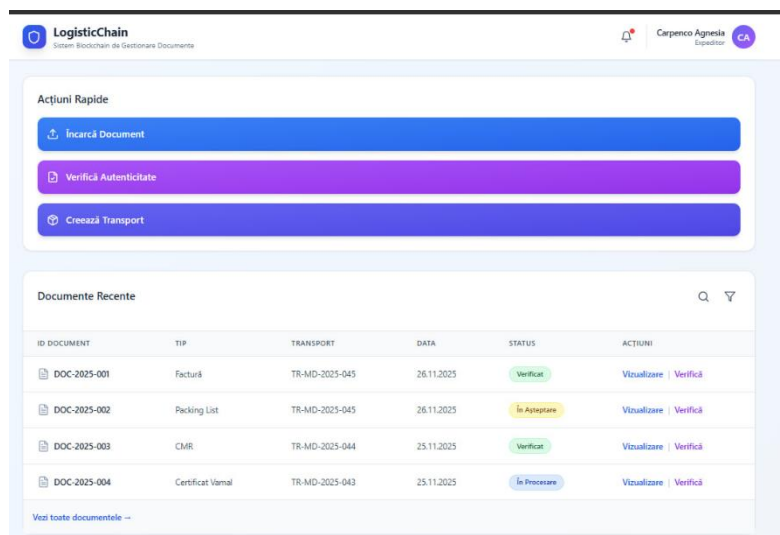 LogisticChain
Sistem Blockchain de Gestionare Documente
Carpenco Agnesia
Expeditor
CA
Acțiuni Rapide
Încarcă Document
Verifică Autenticitate
Creează Transport
Documente Recente
ID DOCUMENT TIP TRANSPORT DATA STATUS ACȚIUNI
DOC-2025-001 Factură TR-MD-2025-045 26.11.2025 Verificat Vizualizare | Verifică
DOC-2025-002 Packing List TR-MD-2025-045 26.11.2025 În Așteptare Vizualizare | Verifică
DOC-2025-003 CMR TR-MD-2025-044 25.11.2025 Verificat Vizualizare | Verifică
DOC-2025-004 Certificat Vamal TR-MD-2025-043 25.11.2025 În Procesare Vizualizare | Verifică
Vezi toate documentele →